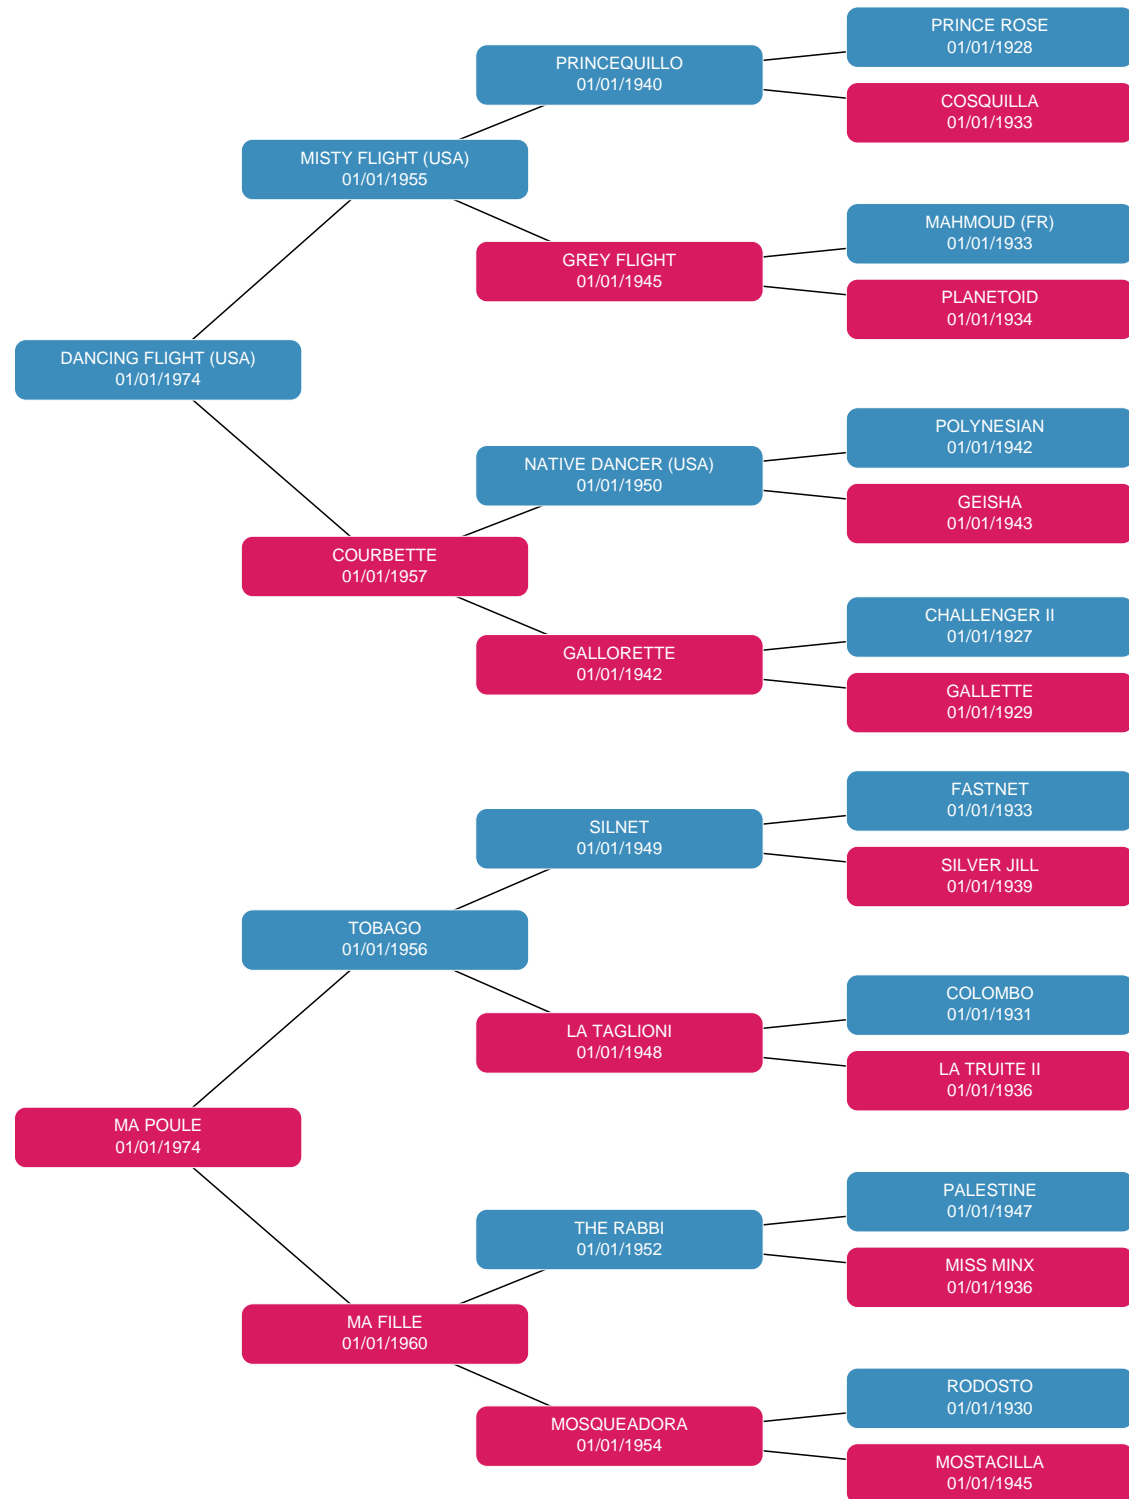 PRINCE ROSE
01/01/1928
PRINCEQUILLO
01/01/1940
COSQUILLA
01/01/1933
MISTY FLIGHT (USA)
01/01/1955
MAHMOUD (FR)
01/01/1933
GREY FLIGHT
01/01/1945
PLANETOID
01/01/1934
DANCING FLIGHT (USA)
01/01/1974
POLYNESIAN
01/01/1942
NATIVE DANCER (USA)
01/01/1950
GEISHA
01/01/1943
COURBETTE
01/01/1957
CHALLENGER II
01/01/1927
GALLORETTE
01/01/1942
GALLETTE
01/01/1929
FASTNET
01/01/1933
SILNET
01/01/1949
SILVER JILL
01/01/1939
TOBAGO
01/01/1956
COLOMBO
01/01/1931
LA TAGLIONI
01/01/1948
LA TRUITE II
01/01/1936
MA POULE
01/01/1974
PALESTINE
01/01/1947
THE RABBI
01/01/1952
MISS MINX
01/01/1936
MA FILLE
01/01/1960
RODOSTO
01/01/1930
MOSQUEADORA
01/01/1954
MOSTACILLA
01/01/1945